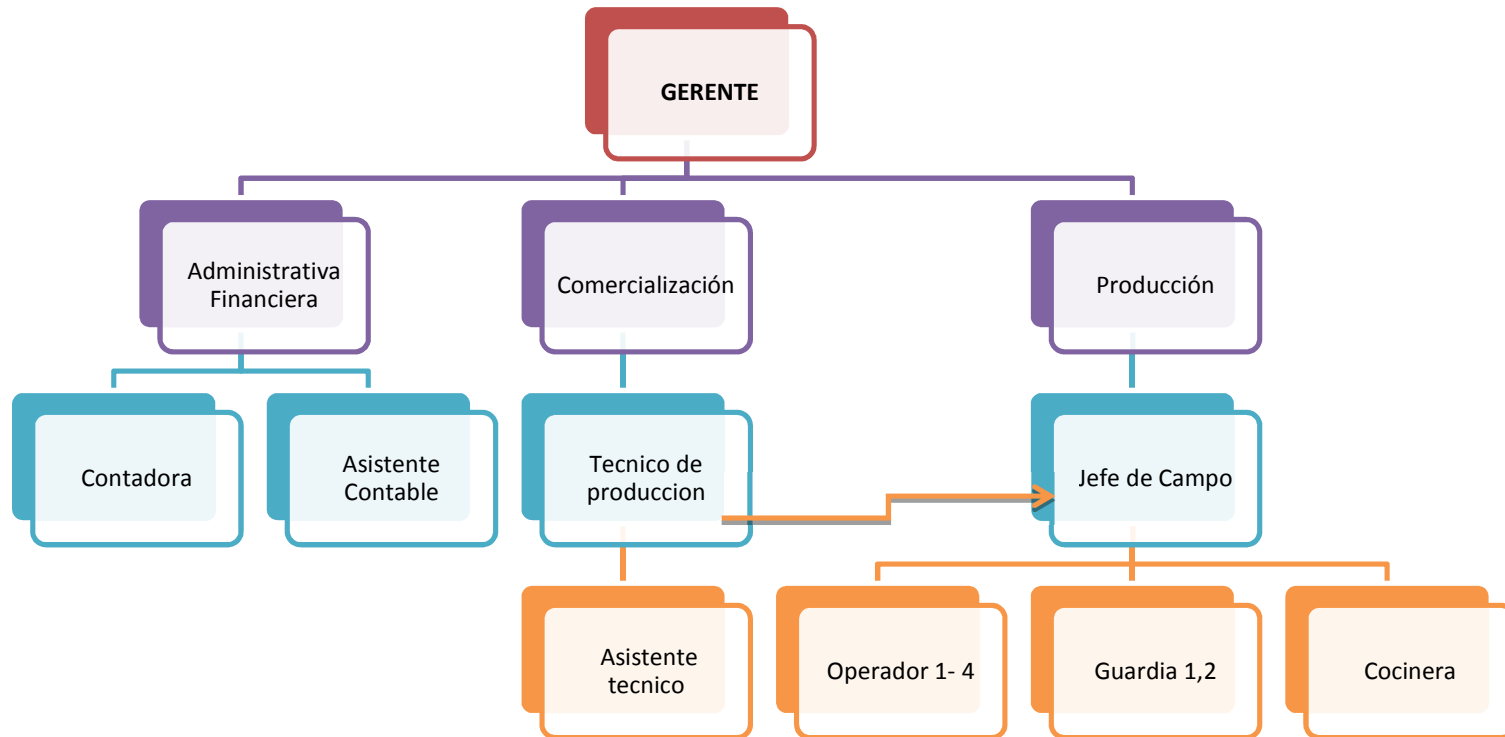 GERENTE
Administrativa
Financiera
Comercialización
Producción
Contadora
Asistente
Contable
Tecnico de
produccion
Jefe de Campo
Asistente
tecnico
Operador 1- 4
Guardia 1,2
Cocinera